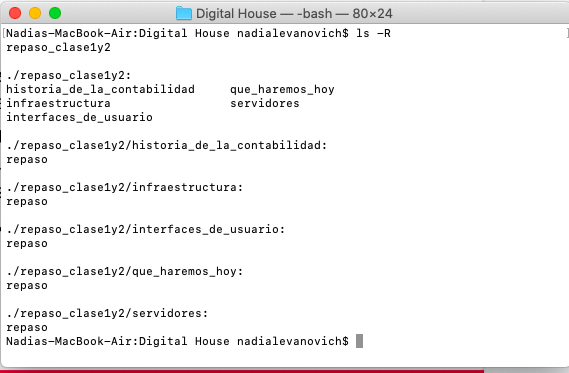 Digital House — -bash — 80×24
[Nadias-MacBook-Air:Digital House nadialevanovich$ ls -R ]
repaso_clase1y2
./repaso_clase1y2:
historia_de_la_contabilidad que_haremos_hoy
infraestructura servidores
interfaces_de_usuario
./repaso_clase1y2/historia_de_la_contabilidad:
repaso
./repaso_clase1y2/infraestructura:
repaso
./repaso_clase1y2/interfaces_de_usuario:
repaso
./repaso_clase1y2/que_haremos_hoy:
repaso
./repaso_clase1y2/servidores:
repaso
Nadias-MacBook-Air:Digital House nadialevanovich$